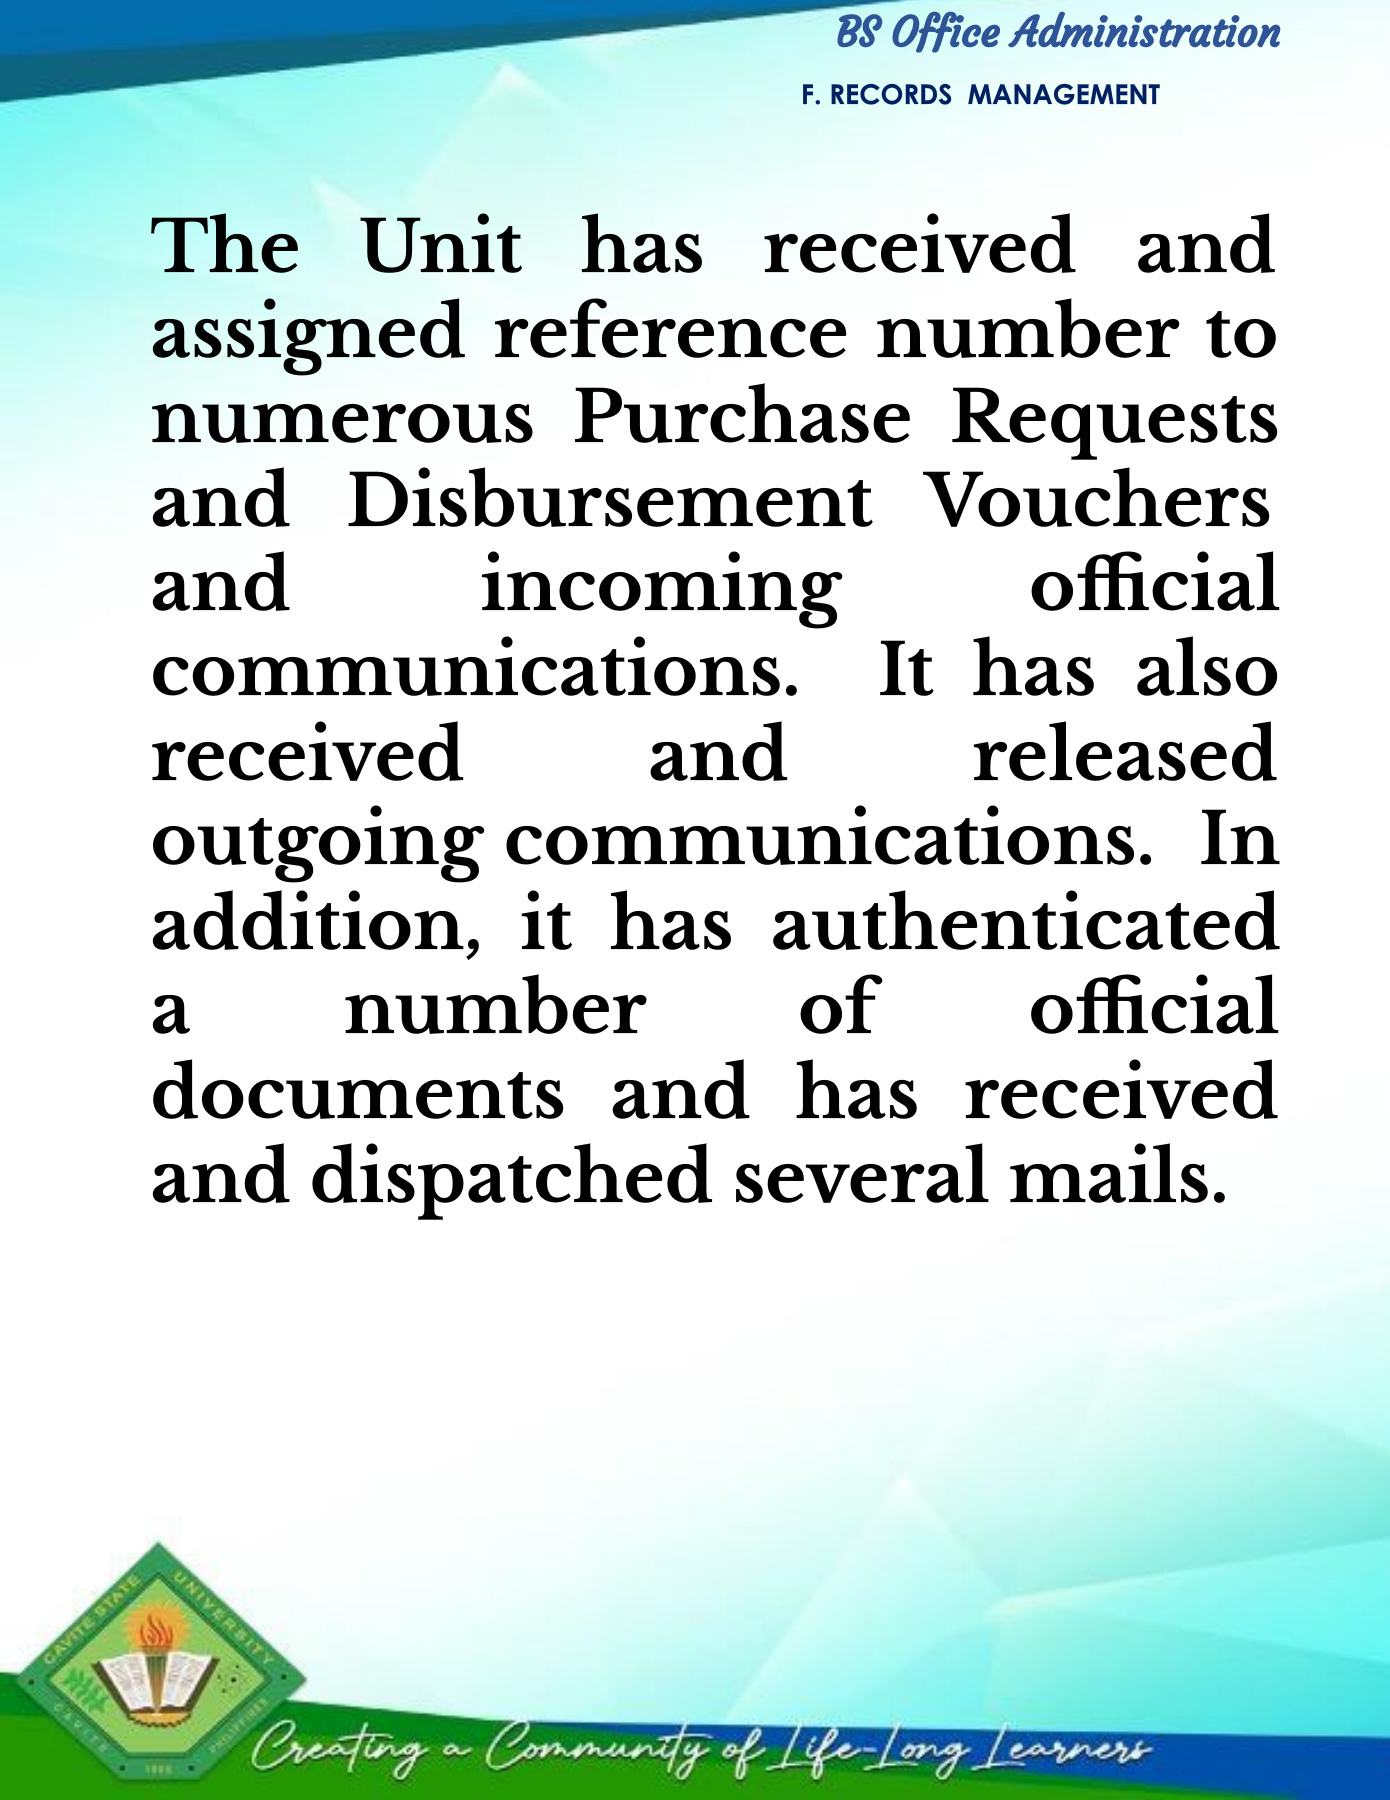 BS Office Administration
F. RECORDS MANAGEMENT
The Unit has received and
assigned reference number to
numerous Purchase Requests
and Disbursement Vouchers
and incoming official
communications. It has also
received and released
outgoing communications. In
addition, it has authenticated
a number of official
documents and has received
and dispatched several mails.
CAVITE STATE UNIVERSITY
CAVITE PHILIPPINES
1906
Creating a Community of Life-Long Learners